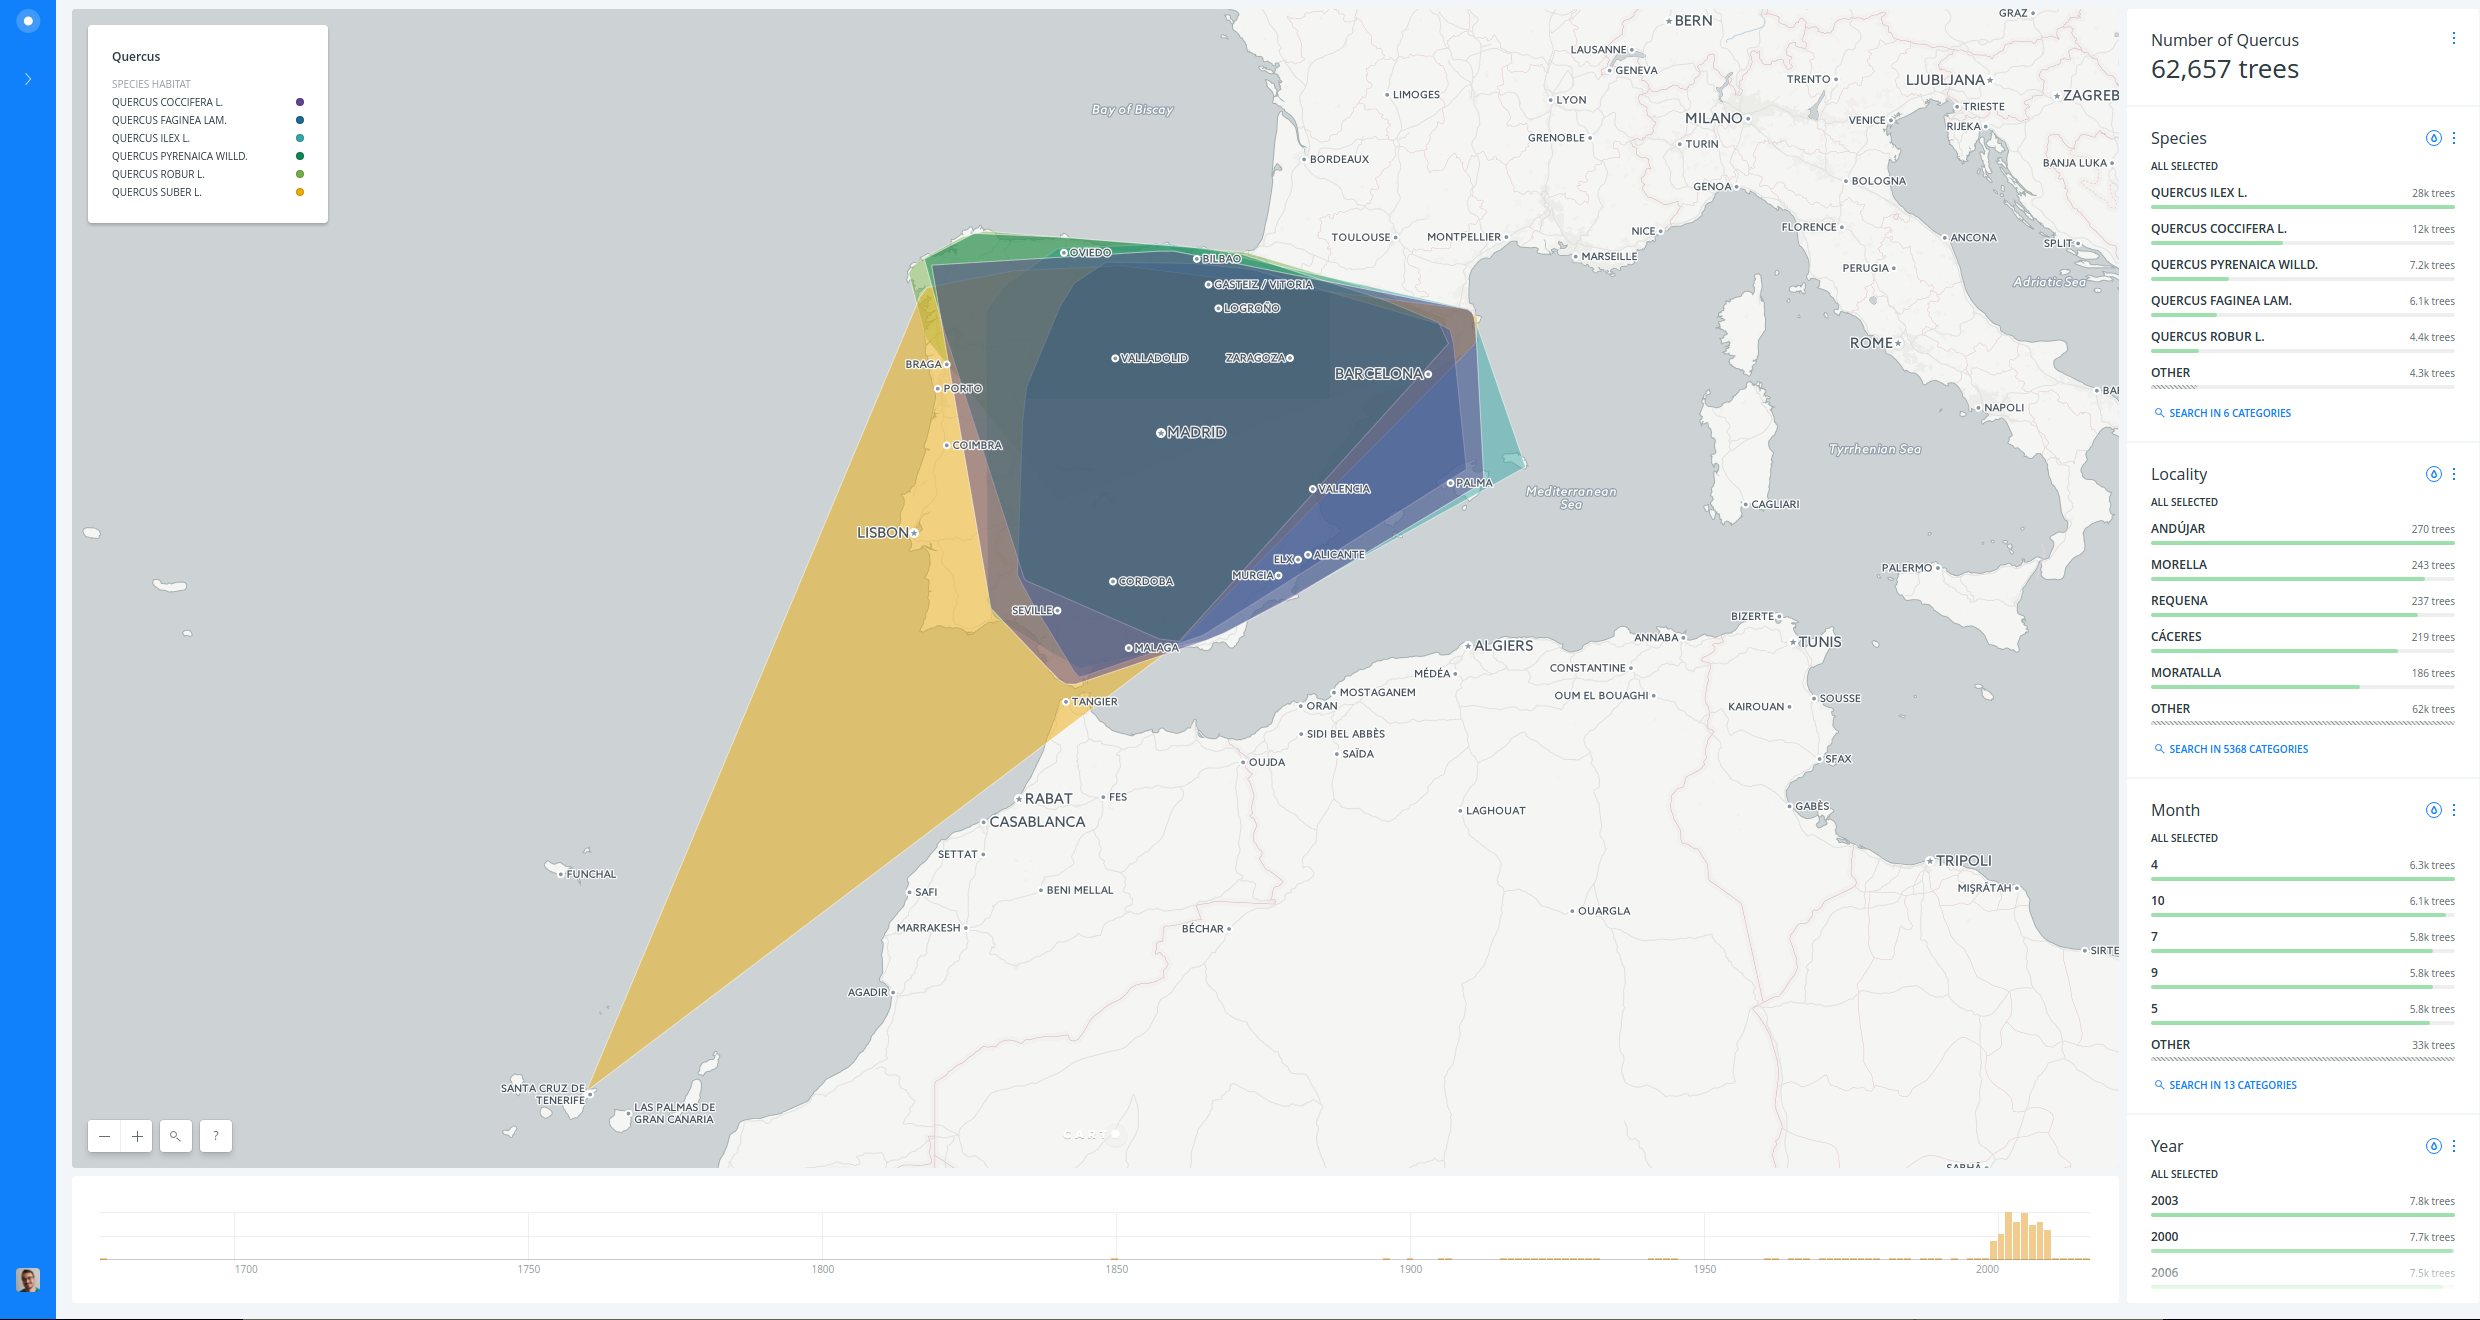 Quercus
SPECIES HABITAT
QUERCUS COCCIFERA L.
QUERCUS FAGINEA LAM.
QUERCUS ILEX L.
QUERCUS PYRENAICA WILLD.
QUERCUS ROBUR L.
QUERCUS SUBER L.
BERN
GRAZ
LAUSANNE
GENEVA
TRENTO
LJUBLJANA
ZAGREB
LIMOGES
LYON
TRIESTE
Bay of Biscay
MILANO
VENICE
RIJEKA
GRENOBLE
TURIN
BORDEAUX
BANJA LUKA
GENOA
BOLOGNA
TOULOUSE
MONTPELLIER
NICE
FLORENCE
ANCONA
SPLIT
OVIEDO
BILBAO
MARSEILLE
PERUGIA
Adriatic Sea
GASTEIZ / VITORIA
LOGROÑO
ROME
BRAGA
VALLADOLID
ZARAGOZA
BARCELONA
PORTO
BAR
NAPOLI
MADRID
COIMBRA
Tyrrhenian Sea
VALENCIA
PALMA
Mediterranean
Sea
CAGLIARI
LISBON
ELX
ALICANTE
MURCIA
CORDOBA
PALERMO
SEVILLE
BIZERTE
MALAGA
ALGIERS
ANNABA
TUNIS
MÉDÉA
CONSTANTINE
TANGIER
MOSTAGANEM
OUM EL BOUAGHI
SOUSSE
ORAN
KAIROUAN
SIDI BEL ABBÈS
SAÏDA
OUJDA
SFAX
RABAT
FES
CASABLANCA
LAGHOUAT
GABÈS
SETTAT
TRIPOLI
FUNCHAL
SAFI
BENI MELLAL
MIŞRĀTAH
OUARGLA
MARRAKESH
BÉCHAR
SIRTE
AGADIR
SANTA CRUZ DE
TENERIFE
LAS PALMAS DE
GRAN CANARIA
CARTO
SABHĀ
?
1700
1750
1800
1850
1900
1950
2000
Number of Quercus
62,657 trees
Species
ALL SELECTED
QUERCUS ILEX L. 28k trees
QUERCUS COCCIFERA L. 12k trees
QUERCUS PYRENAICA WILLD. 7.2k trees
QUERCUS FAGINEA LAM. 6.1k trees
QUERCUS ROBUR L. 4.4k trees
OTHER 4.3k trees
SEARCH IN 6 CATEGORIES
Locality
ALL SELECTED
ANDÚJAR 270 trees
MORELLA 243 trees
REQUENA 237 trees
CÁCERES 219 trees
MORATALLA 186 trees
OTHER 62k trees
SEARCH IN 5368 CATEGORIES
Month
ALL SELECTED
4 6.3k trees
10 6.1k trees
7 5.8k trees
9 5.8k trees
5 5.8k trees
OTHER 33k trees
SEARCH IN 13 CATEGORIES
Year
ALL SELECTED
2003 7.8k trees
2000 7.7k trees
2006 7.5k trees